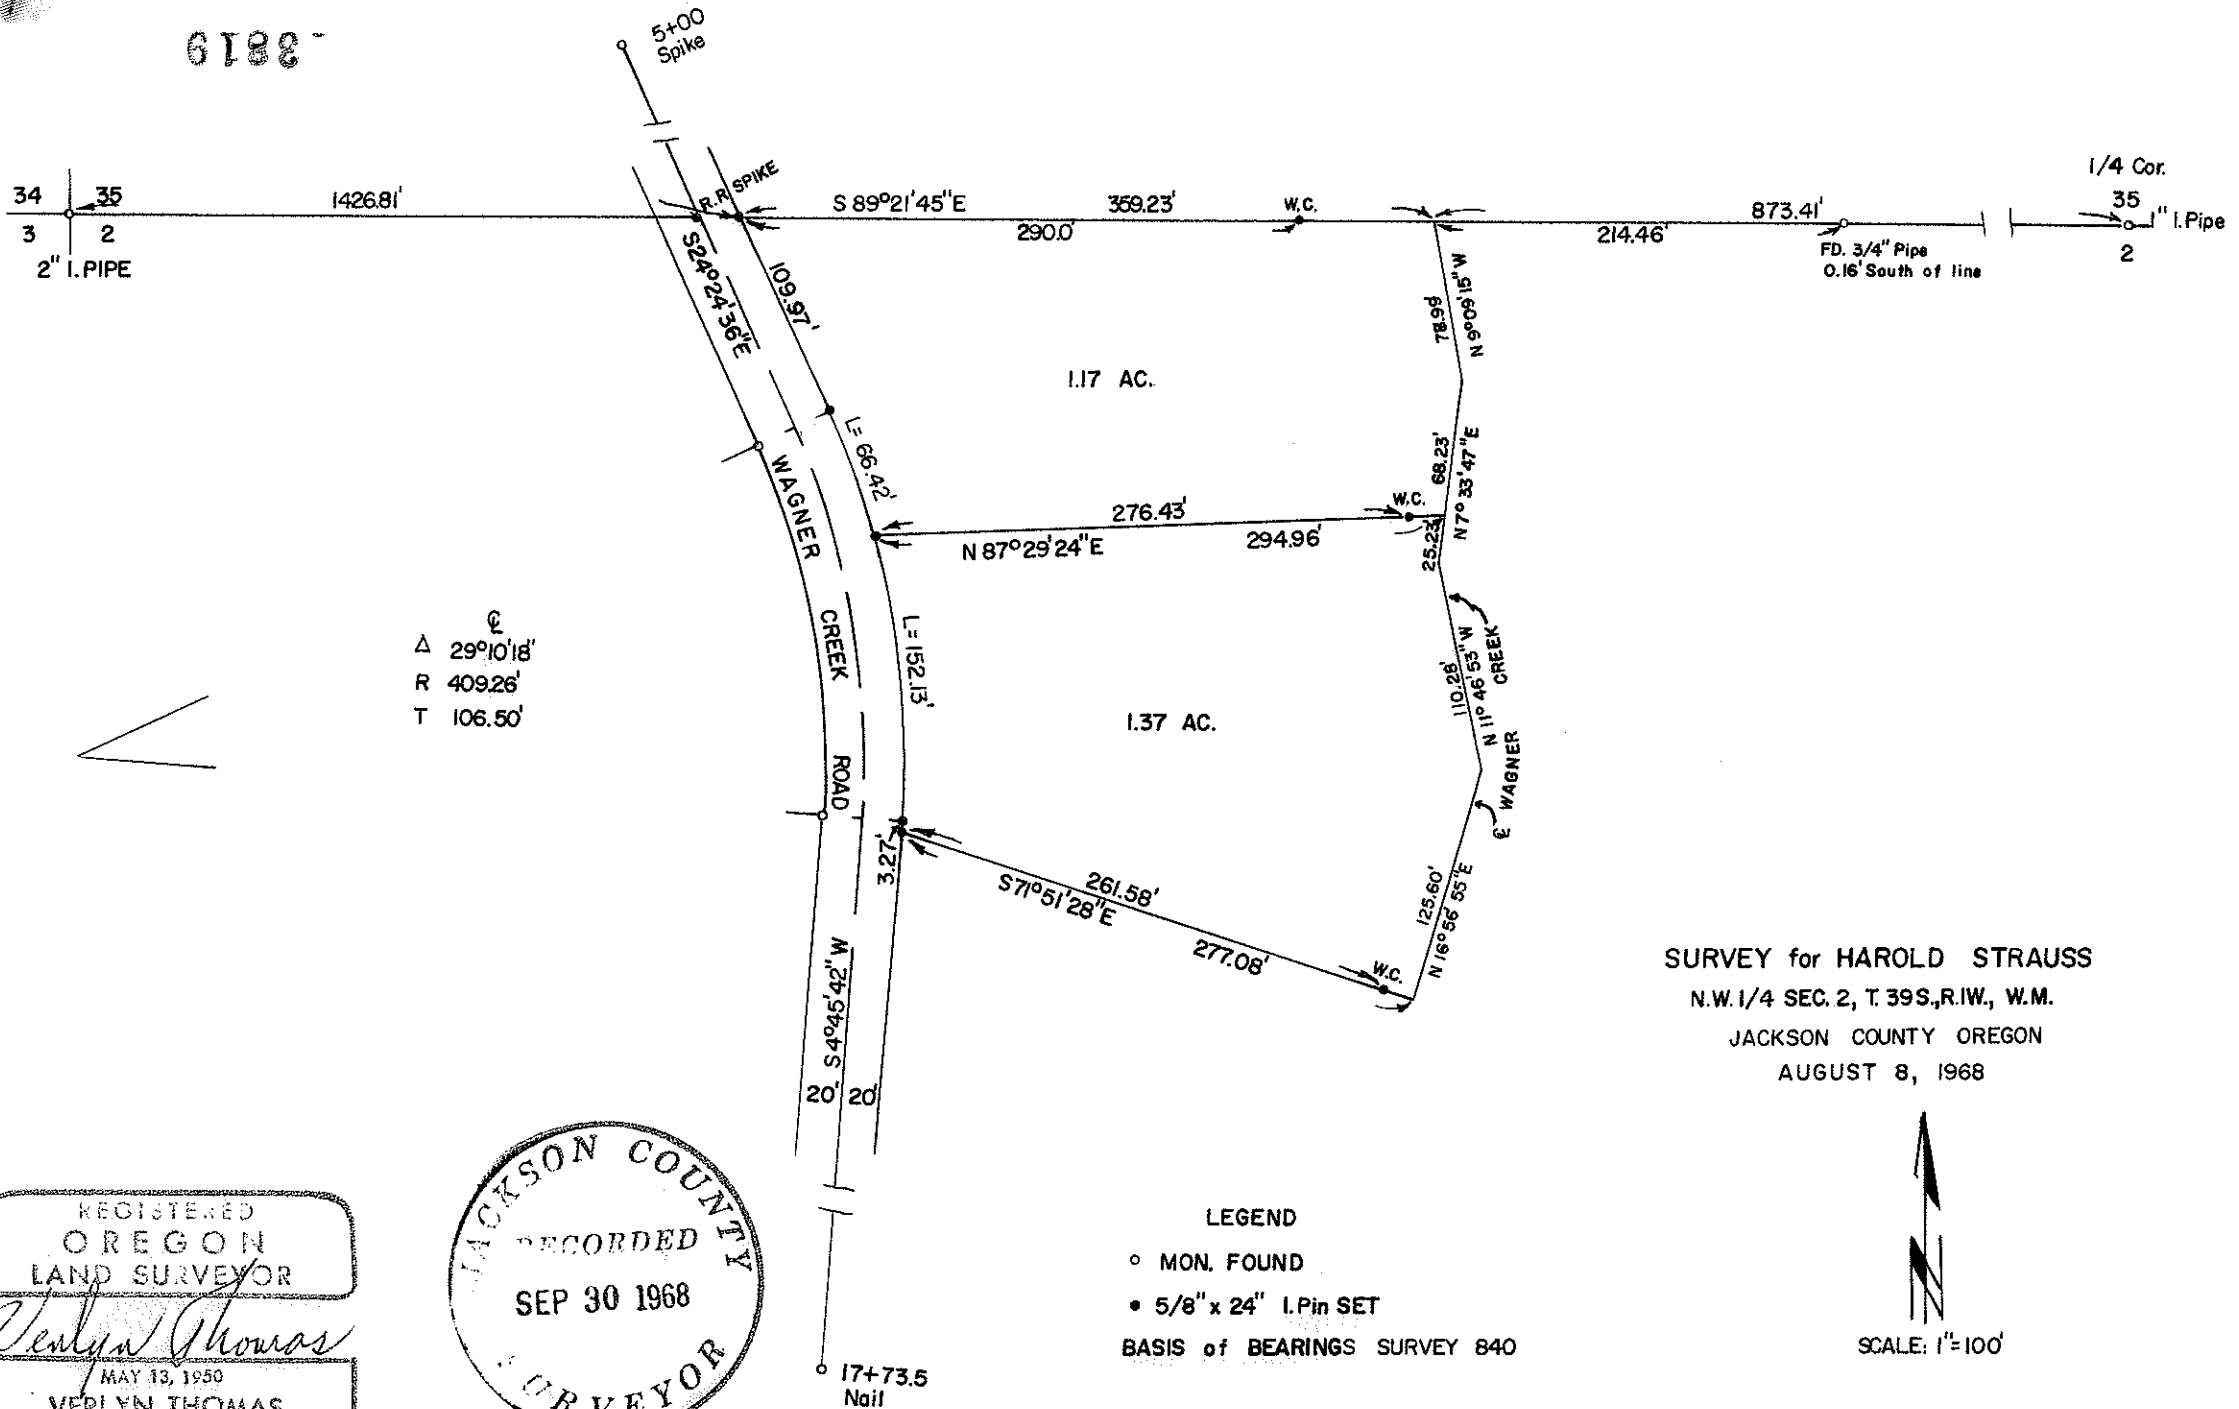 3819
5+00
Spike
34 35
3 2
2" I.PIPE
1426.81'
R.R SPIKE
S 89°21'45"E
359.23'
290.0'
W.C.
873.41'
214.46'
FD. 3/4" Pipe
0.16' South of line
1/4 Cor.
35
1" I.Pipe
2
S24°24'36"E
109.97'
1.17 AC.
78.99
N 9°09'15"W
L= 66.42'
68.23'
N 7° 33' 47"E
W.C.
276.43'
N 87°29'24"E
294.96'
25.23'
WAGNER
CREEK
ROAD
L= 152.13'
℄
Δ 29°10'18"
R 409.26'
T 106.50'
1.37 AC.
110.28'
N 11° 46' 53"W
℄ WAGNER CREEK
3.27'
261.58'
S71°51'28"E
277.08'
W.C.
125.60'
N 16° 56' 55"E
S 4°45'42" W
20' 20'
SURVEY for HAROLD STRAUSS
N.W. 1/4 SEC. 2, T. 39S.,R.1W., W.M.
JACKSON COUNTY OREGON
AUGUST 8, 1968
N
SCALE: 1"=100'
LEGEND
○ MON. FOUND
● 5/8" x 24" I.Pin SET
BASIS of BEARINGS SURVEY 840
17+73.5
Nail
JACKSON COUNTY
RECORDED
SEP 30 1968
SURVEYOR
REGISTERED
OREGON
LAND SURVEYOR
Verlyn Thomas
MAY 13, 1950
VERLYN THOMAS